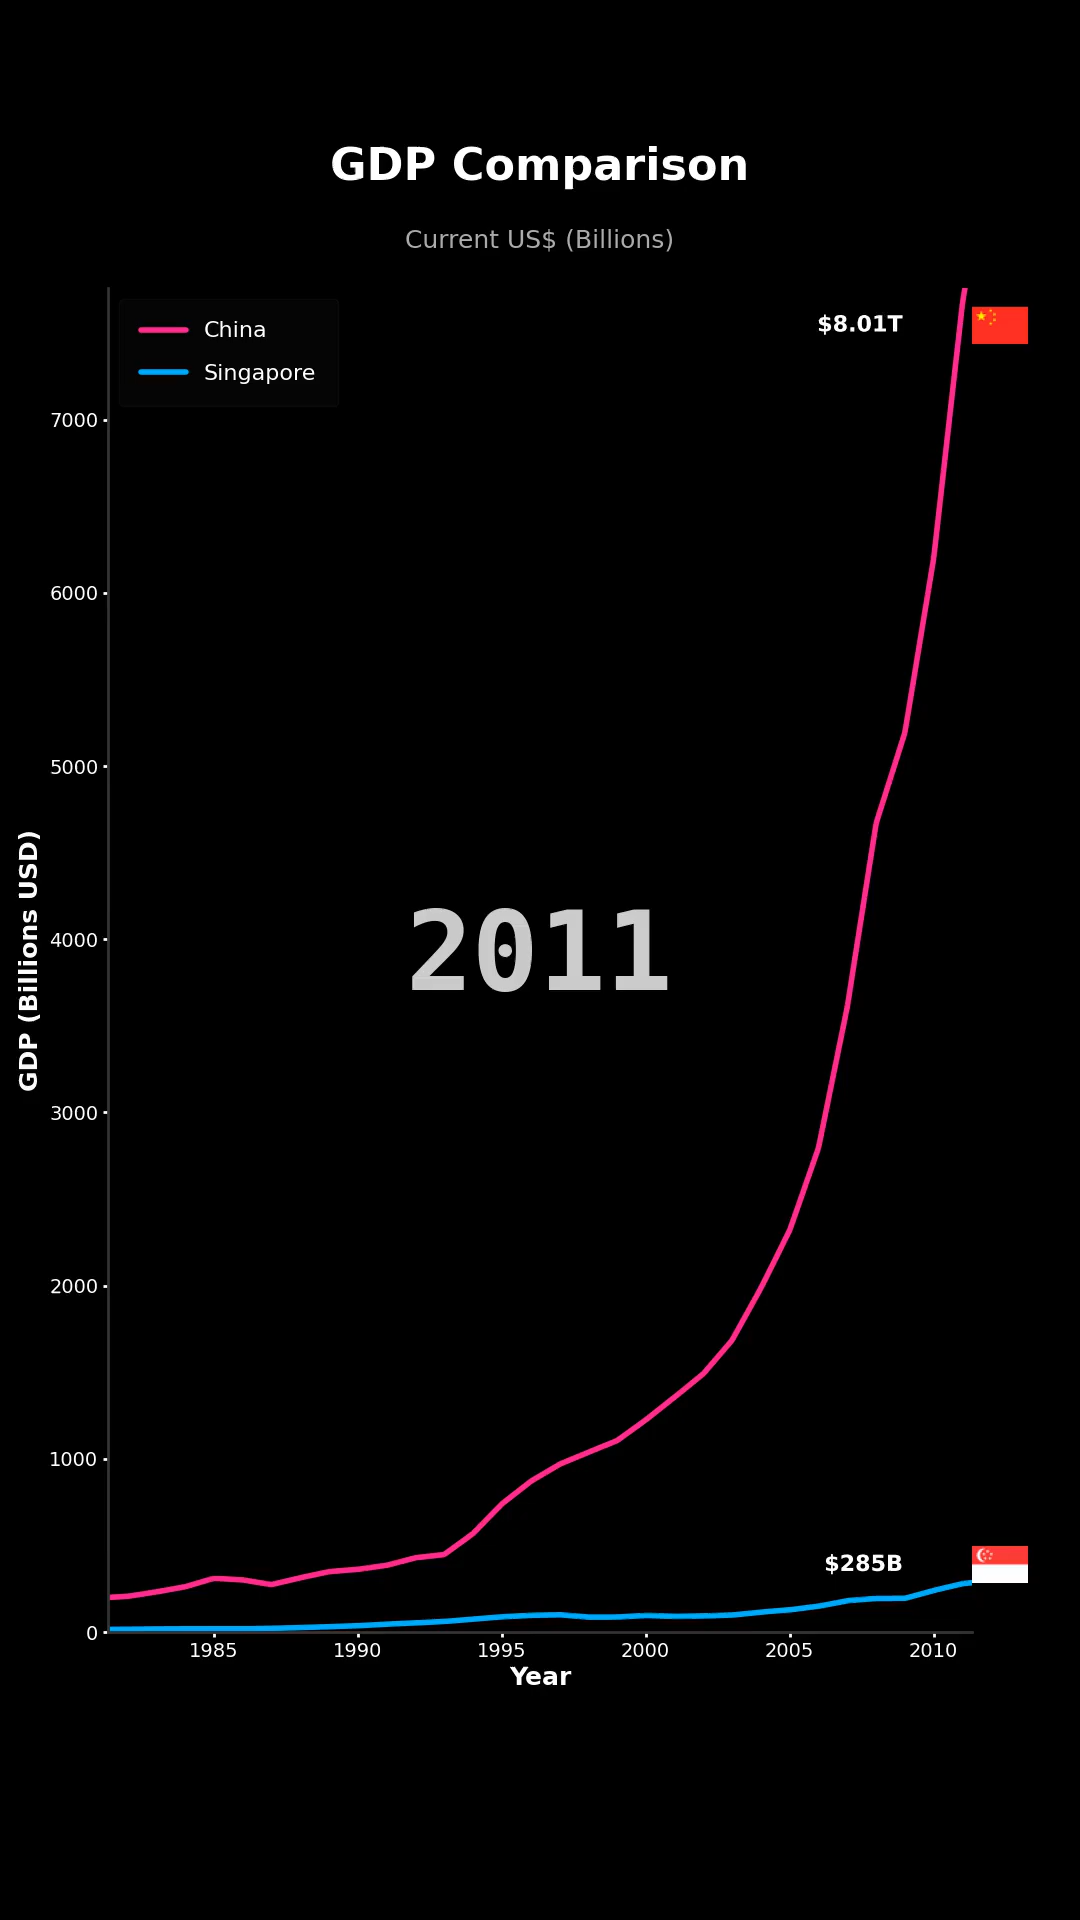 GDP Comparison
Current US$ (Billions)
China
Singapore
$8.01T
7000
6000
5000
4000
3000
2000
1000
0
GDP (Billions USD)
2011
$285B
1985 1990 1995 2000 2005 2010
Year